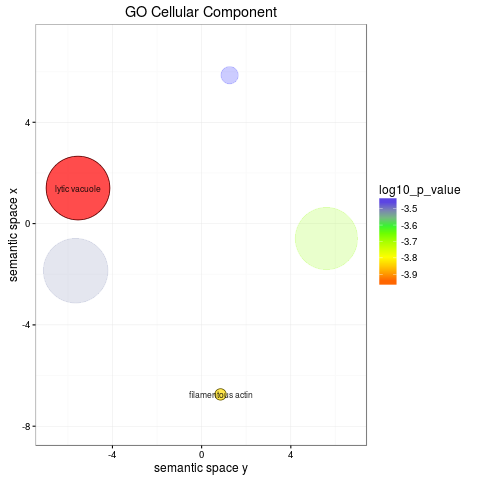 GO Cellular Component
4
0
-4
-8
semantic space x
lytic vacuole
filamentous actin
-4
0
4
semantic space y
log10_p_value
-3.5
-3.6
-3.7
-3.8
-3.9